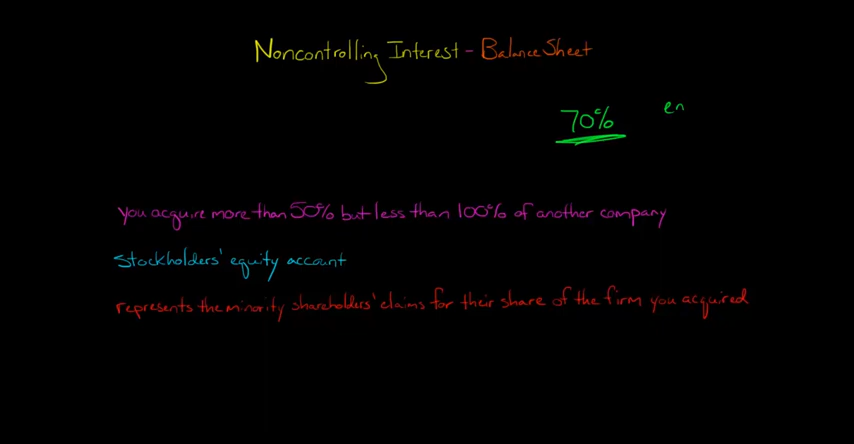 Noncontrolling Interest - Balance Sheet
70% en
you acquire more than 50% but less than 100% of another company
Stockholders' equity account
represents the minority shareholders' claims for their share of the firm you acquired